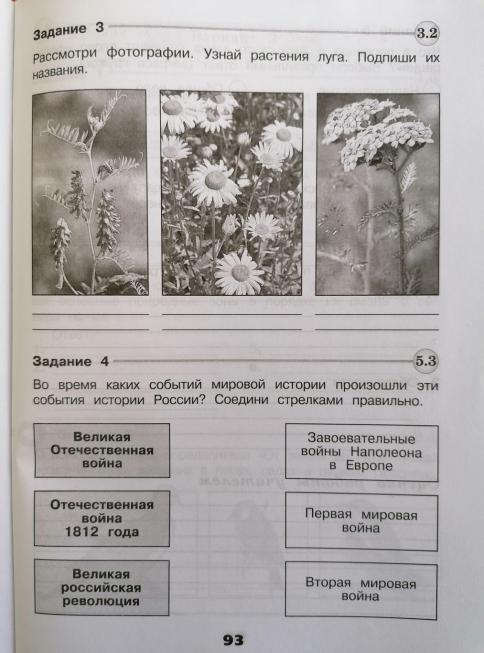 Задание 3
3.2
Рассмотри фотографии. Узнай растения луга. Подпиши их
названия.
Задание 4
5.3
Во время каких событий мировой истории произошли эти
события истории России? Соедини стрелками правильно.
Великая
Отечественная
война
Завоевательные
войны Наполеона
в Европе
Отечественная
война
1812 года
Первая мировая
война
Великая
российская
революция
Вторая мировая
война
93